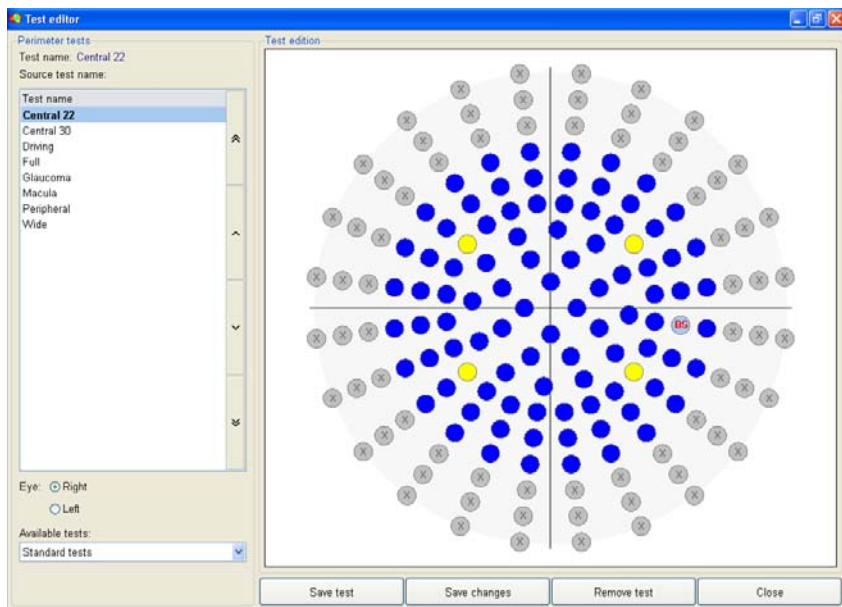 Test editor
Perimeter tests
Test name: Central 22
Source test name:
Test name
Central 22
Central 30
Driving
Full
Glaucoma
Macula
Peripheral
Wide
Eye: Right
Left
Available tests:
Standard tests
Test edition
BS
Save test
Save changes
Remove test
Close